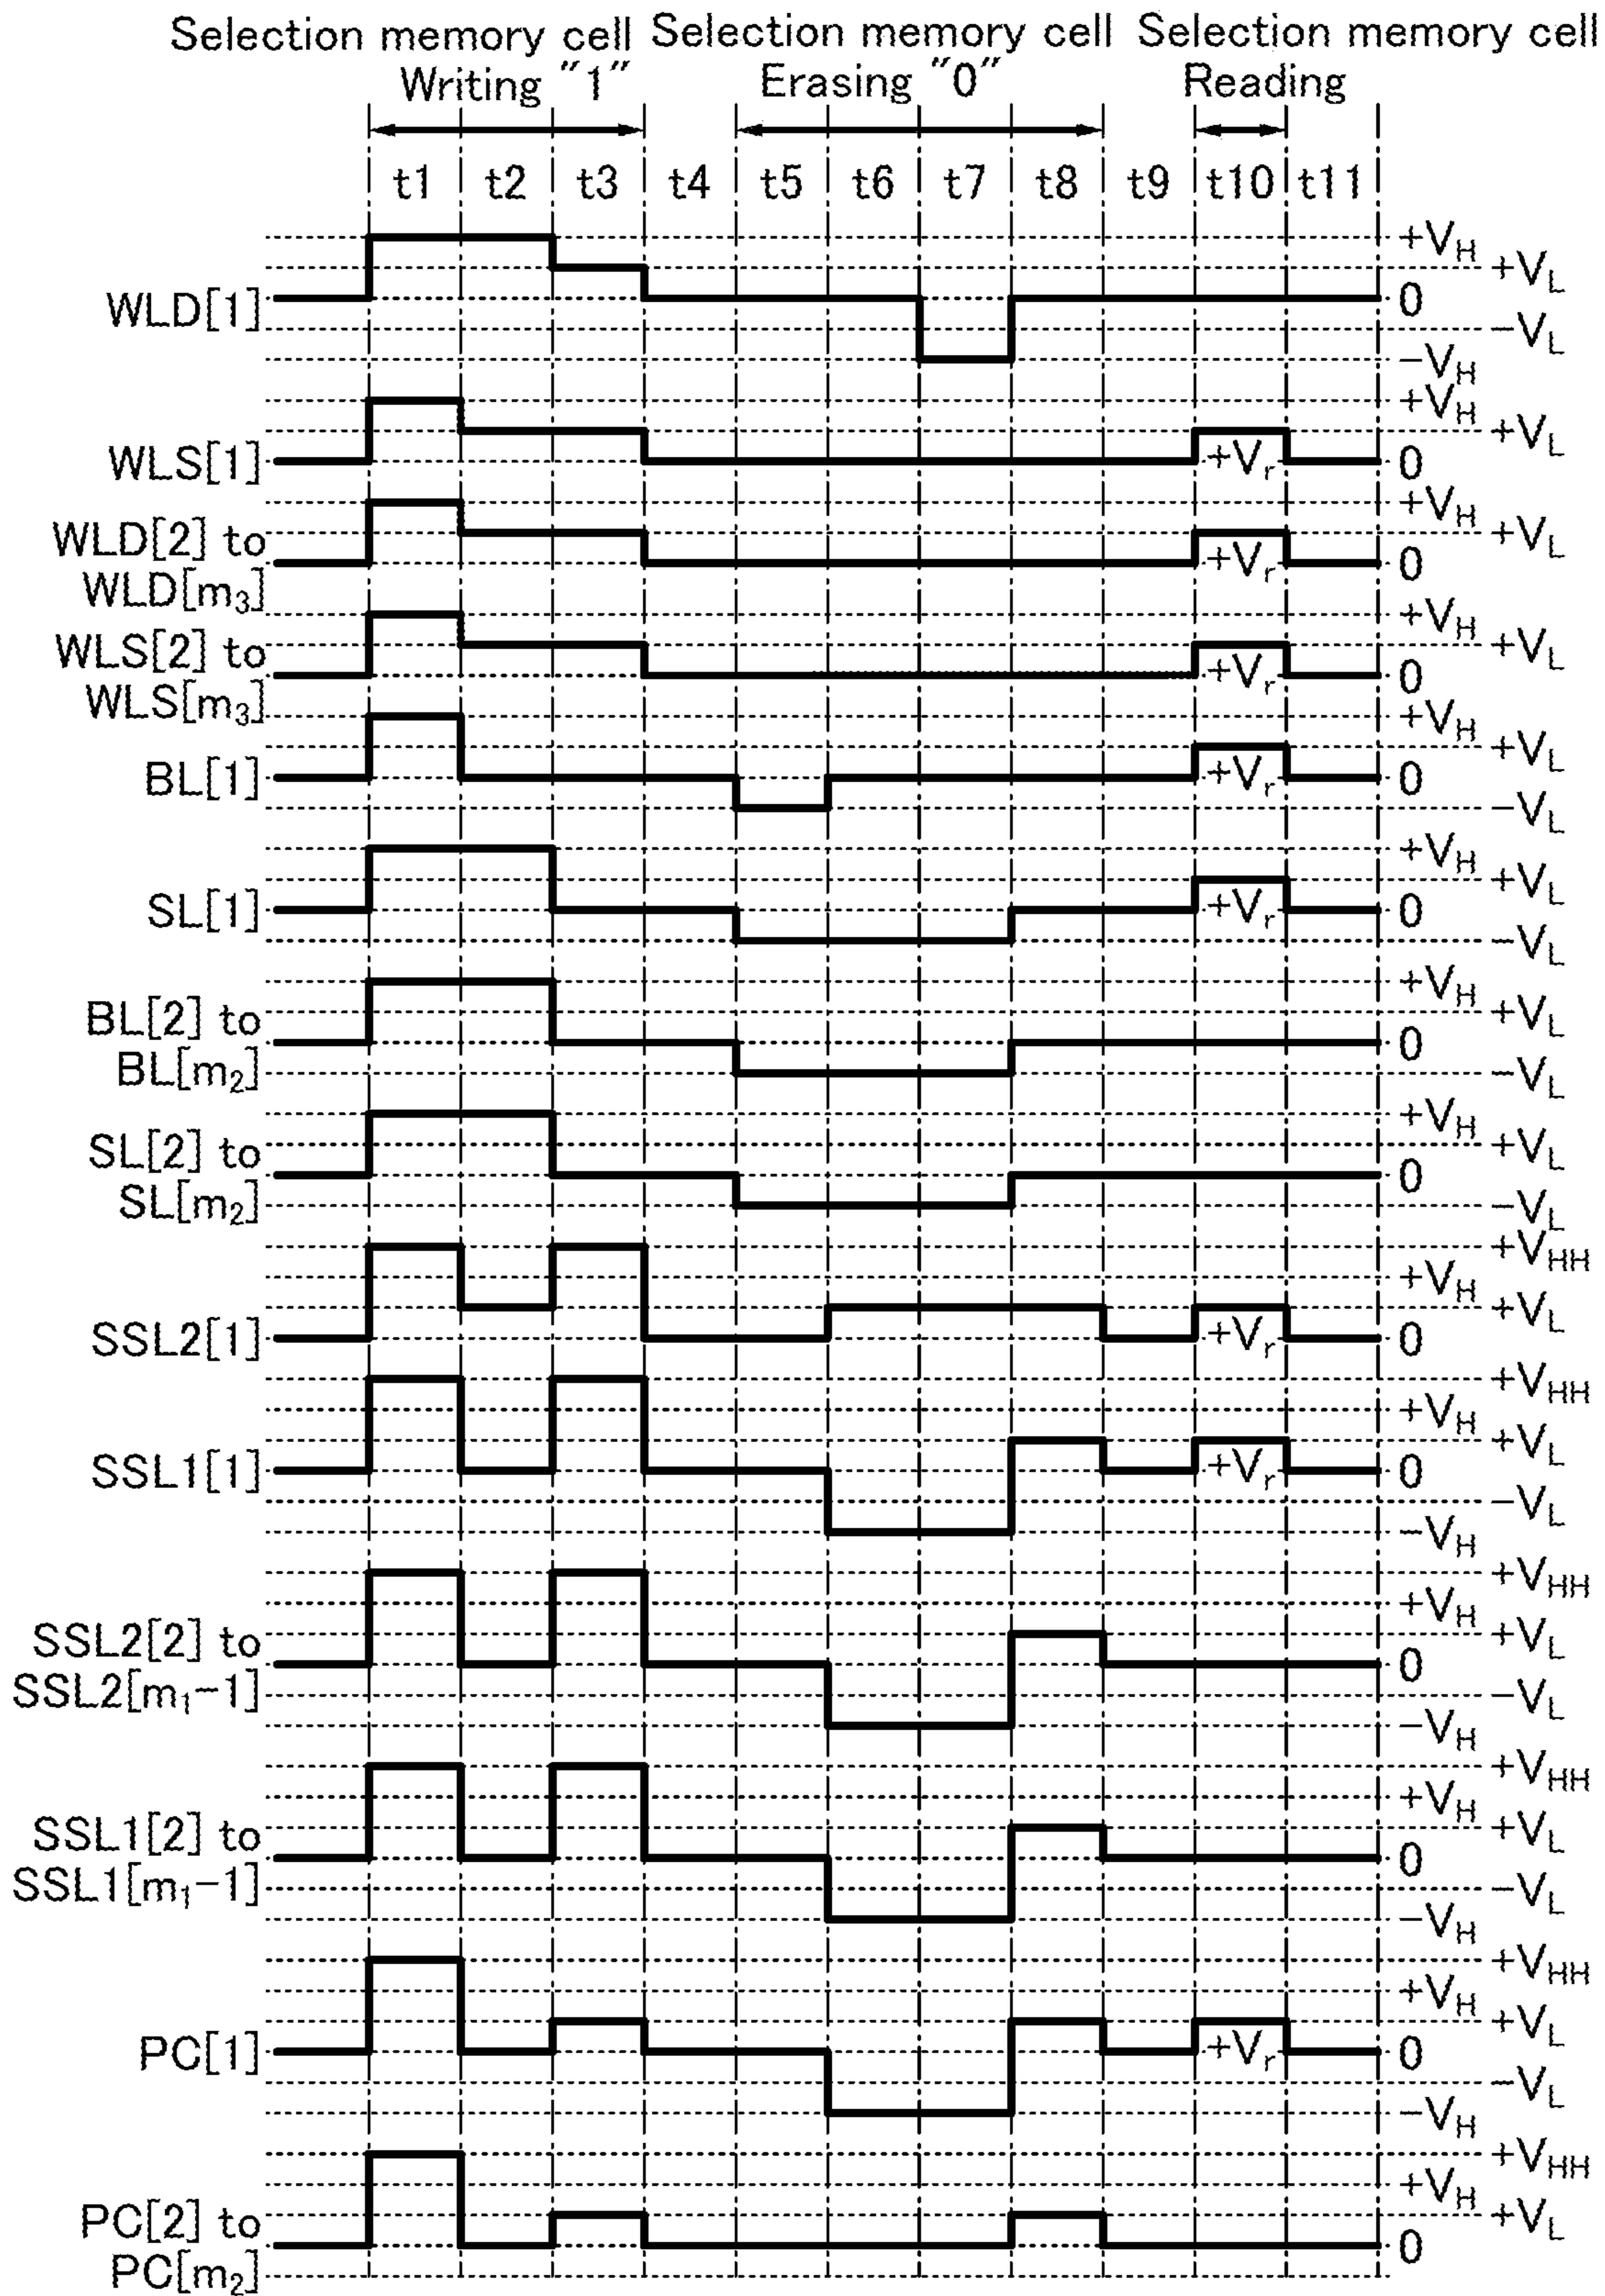 Selection memory cell Selection memory cell Selection memory cell
Writing "1" Erasing "0" Reading
t1 t2 t3 t4 t5 t6 t7 t8 t9 t10 t11
+V_H
+V_L
WLD[1] 0
−V_L
−V_H
+V_H
+V_L
WLS[1] +V_r 0
+V_H
WLD[2] to +V_L
WLD[m₃] +V_r 0
+V_H
WLS[2] to +V_L
WLS[m₃] +V_r 0
+V_H
+V_L
BL[1] +V_r 0
−V_L
+V_H
+V_L
SL[1] +V_r 0
−V_L
+V_H
BL[2] to +V_L
BL[m₂] 0
−V_L
+V_H
SL[2] to +V_L
SL[m₂] 0
−V_L
+V_HH
+V_H
+V_L
SSL2[1] +V_r 0
+V_HH
+V_H
+V_L
SSL1[1] +V_r 0
−V_L
−V_H
+V_HH
+V_H
SSL2[2] to +V_L
SSL2[m₁−1] 0
−V_L
−V_H
+V_HH
+V_H
SSL1[2] to +V_L
SSL1[m₁−1] 0
−V_L
−V_H
+V_HH
+V_H
+V_L
PC[1] +V_r 0
−V_L
−V_H
+V_HH
+V_H
PC[2] to +V_L
PC[m₂] 0